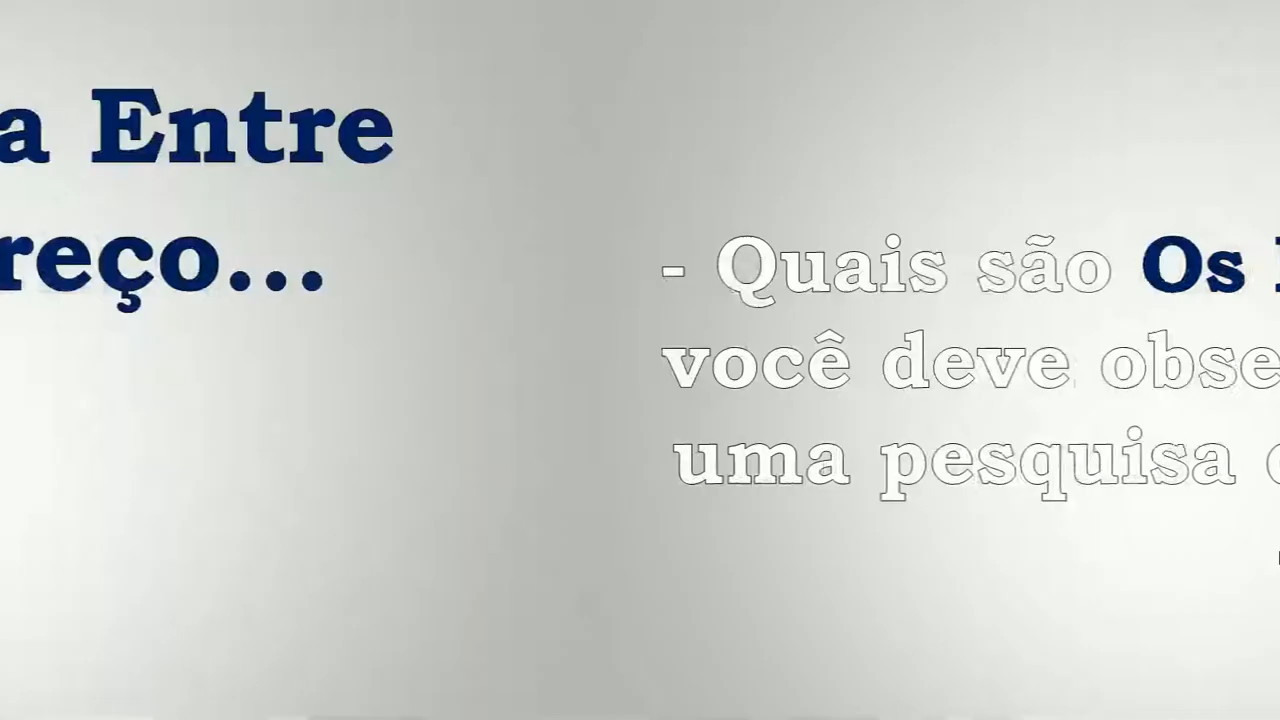 a Entre
reço...
- Quais são Os
você deve obse
uma pesquisa